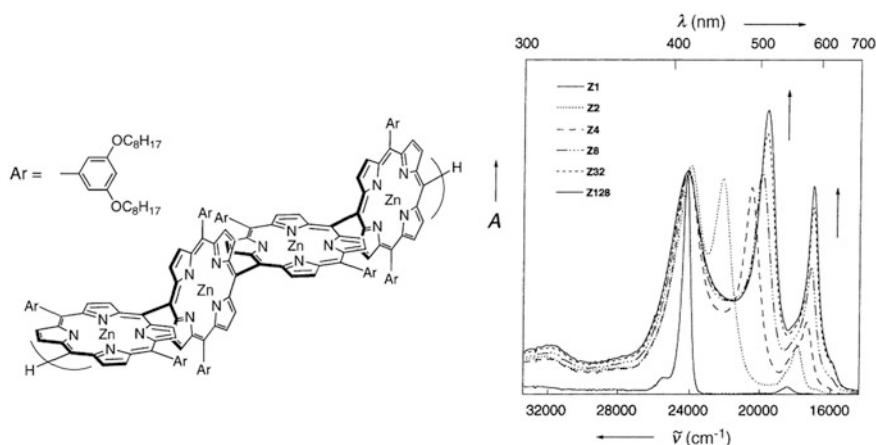 Ar =
OC₈H₁₇
OC₈H₁₇
Ar
H
N
N
Zn
N
N
Ar
Ar
N
N
Zn
N
N
Ar
Ar
Ar
Ar
N
N
Zn
N
N
Ar
Ar
N
N
Zn
N
N
H
Ar
λ (nm)
300 400 500 600 700
Z1
Z2
Z4
Z8
Z32
Z128
A
32000 28000 24000 20000 16000
ṽ (cm⁻¹)